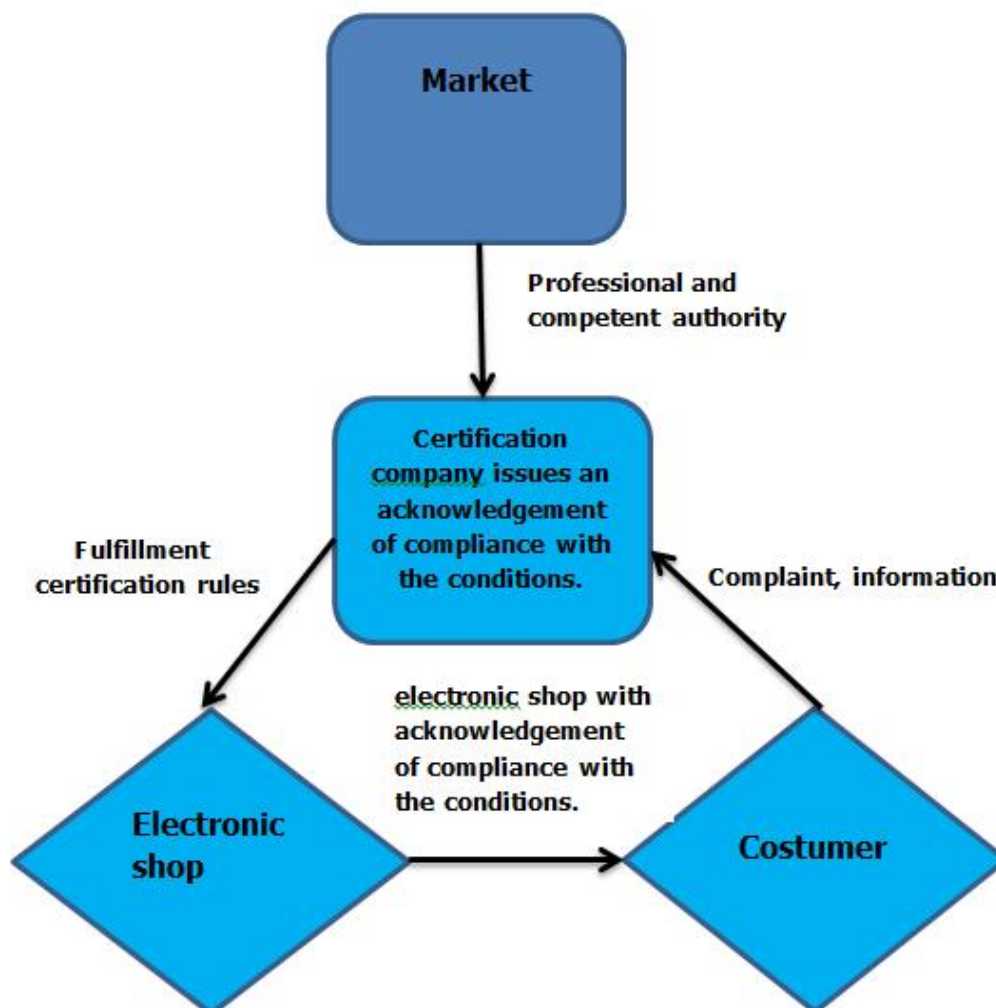 Market
Professional and
competent authority
Certification
company issues an
acknowledgement
of compliance with
the conditions.
Fulfillment
certification rules
Complaint, information
electronic shop with
acknowledgement
of compliance with
the conditions.
Electronic
shop
Costumer